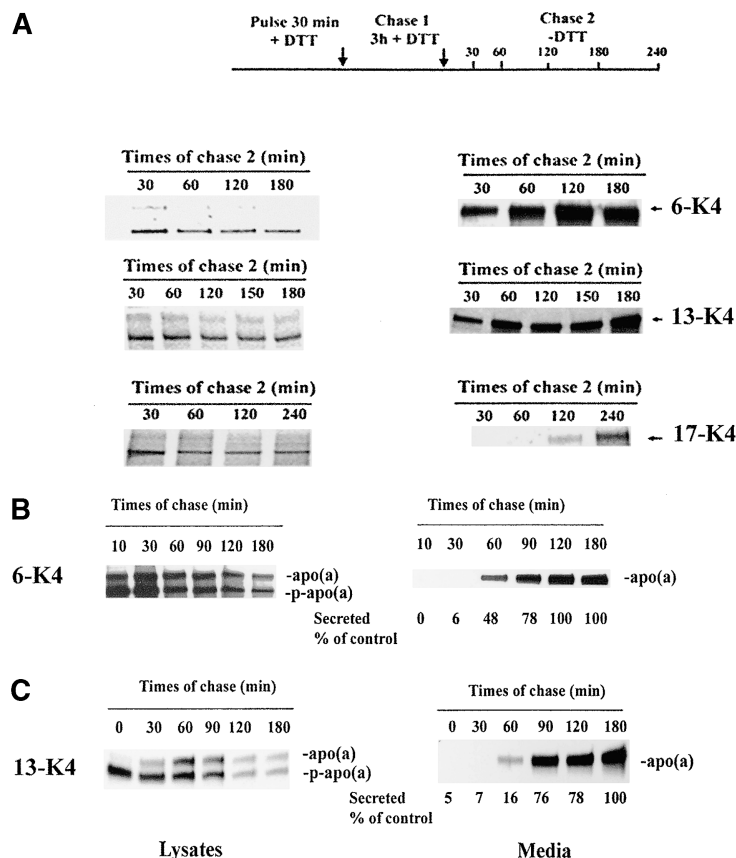 A
Pulse 30 min
+ DTT
Chase 1
3h + DTT
Chase 2
-DTT
30 60 120 180 240
Times of chase 2 (min)
30 60 120 180
Times of chase 2 (min)
30 60 120 180
6-K4
Times of chase 2 (min)
30 60 120 150 180
Times of chase 2 (min)
30 60 120 150 180
13-K4
Times of chase 2 (min)
30 60 120 240
Times of chase 2 (min)
30 60 120 240
17-K4
B
Times of chase (min)
10 30 60 90 120 180
6-K4
-apo(a)
-p-apo(a)
Times of chase (min)
10 30 60 90 120 180
-apo(a)
Secreted
% of control
0 6 48 78 100 100
C
Times of chase (min)
0 30 60 90 120 180
13-K4
-apo(a)
-p-apo(a)
Times of chase (min)
0 30 60 90 120 180
-apo(a)
Secreted
% of control
5 7 16 76 78 100
Lysates
Media